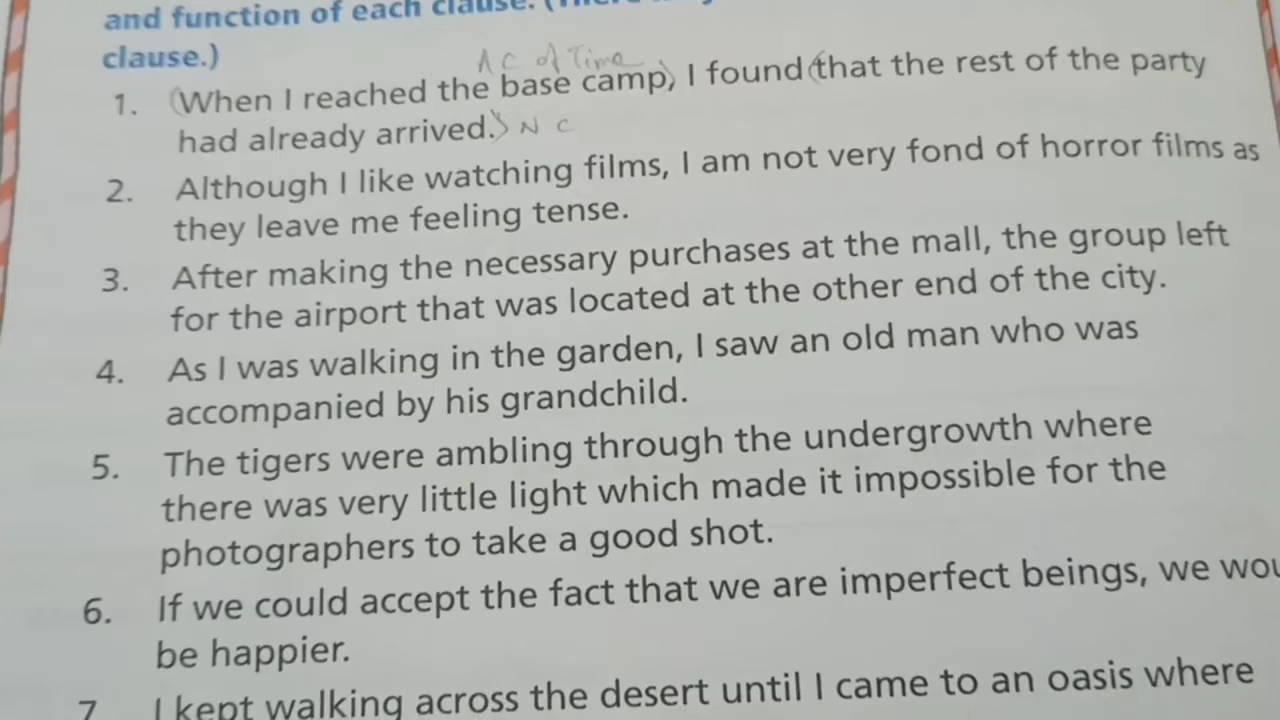 and function of each clause. (There
clause.)
AC of Time
1. (When I reached the base camp,) I found (that the rest of the party
had already arrived.) N C
2. Although I like watching films, I am not very fond of horror films as
they leave me feeling tense.
3. After making the necessary purchases at the mall, the group left
for the airport that was located at the other end of the city.
4. As I was walking in the garden, I saw an old man who was
accompanied by his grandchild.
5. The tigers were ambling through the undergrowth where
there was very little light which made it impossible for the
photographers to take a good shot.
6. If we could accept the fact that we are imperfect beings, we wou
be happier.
7. I kept walking across the desert until I came to an oasis where